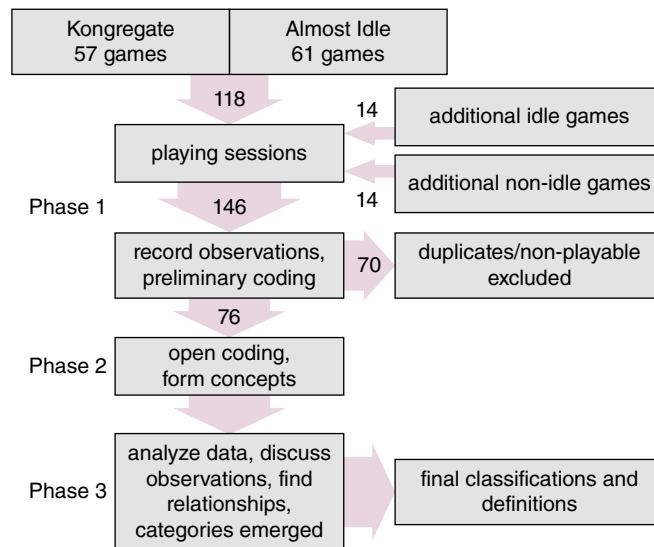 Kongregate
57 games
Almost Idle
61 games
118
14
additional idle games
playing sessions
additional non-idle games
14
Phase 1
146
record observations,
preliminary coding
70
duplicates/non-playable
excluded
76
Phase 2
open coding,
form concepts
Phase 3
analyze data, discuss
observations, find
relationships,
categories emerged
final classifications and
definitions